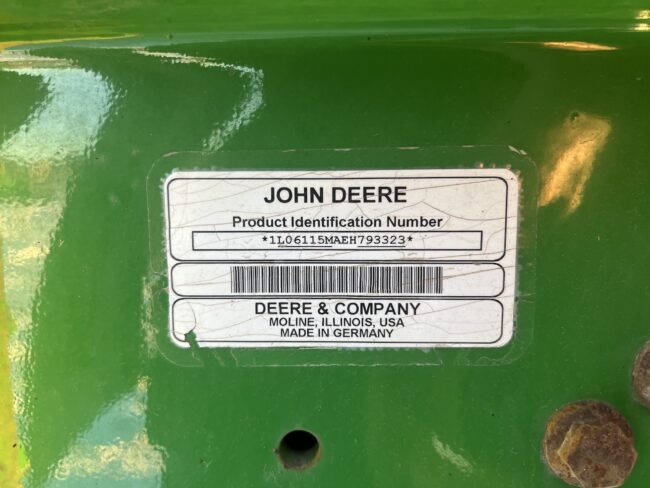 JOHN DEERE
Product Identification Number
*1L06115MAEH793323*
DEERE & COMPANY
MOLINE, ILLINOIS, USA
MADE IN GERMANY